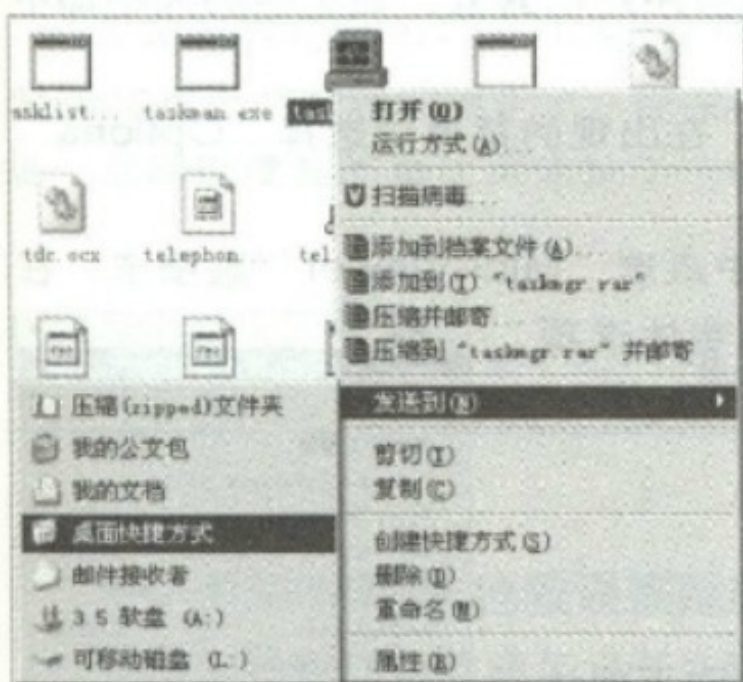 asklist... taskman.exe task
tdc.ocx telephon... tel
打开(O)
运行方式(A)...
扫描病毒...
添加到档案文件(A)...
添加到(T) "taskmgr.rar"
压缩并邮寄...
压缩到 "taskmgr.rar" 并邮寄
发送到(N)
剪切(T)
复制(C)
创建快捷方式(S)
删除(D)
重命名(M)
属性(R)
压缩(zipped)文件夹
我的公文包
我的文档
桌面快捷方式
邮件接收者
3.5 软盘 (A:)
可移动磁盘 (L:)